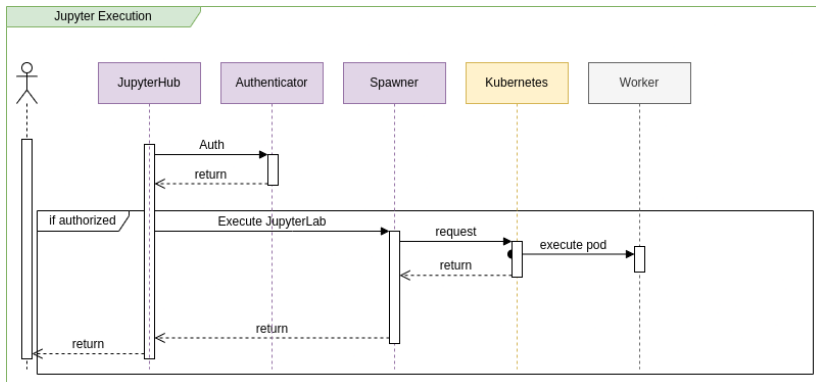 Jupyter Execution
JupyterHub
Authenticator
Spawner
Kubernetes
Worker
Auth
return
if authorized
Execute JupyterLab
request
execute pod
return
return
return